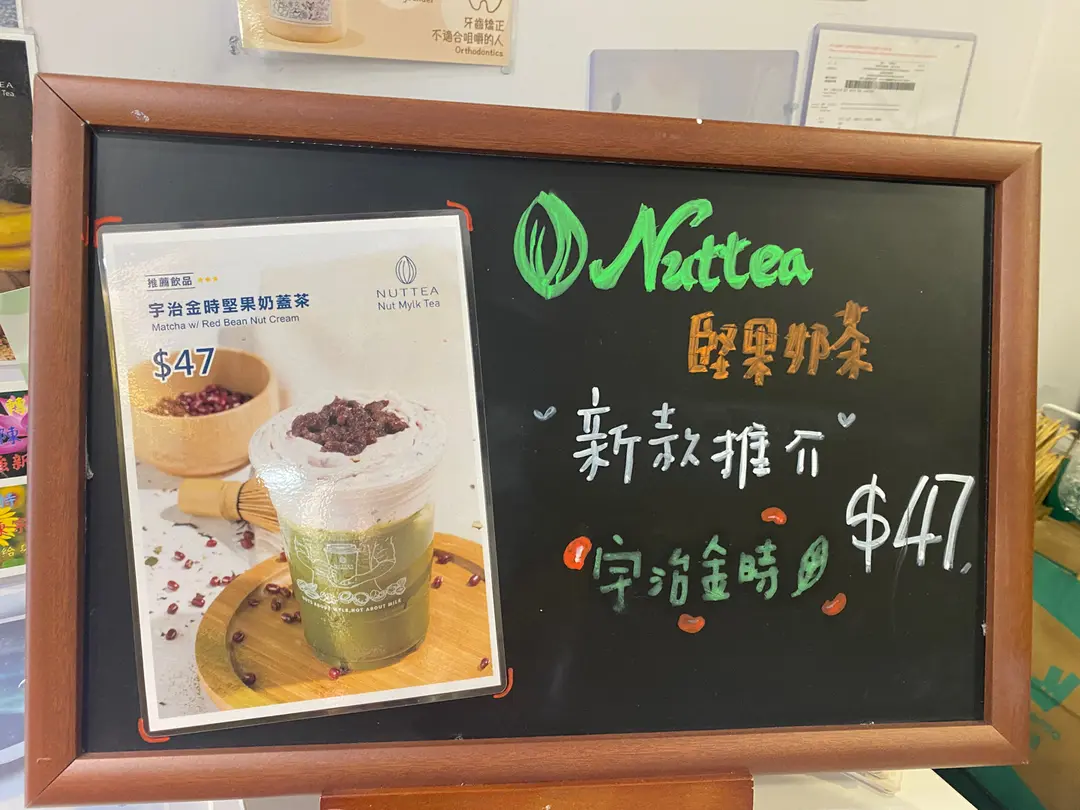 牙齒矯正
不適合咀嚼的人
Orthodontics
推薦飲品
宇治金時堅果奶蓋茶
Matcha w/ Red Bean Nut Cream
$47
NUTTEA
Nut Mylk Tea
Nuttea
堅果奶茶
新款推介
$47
宇治金時